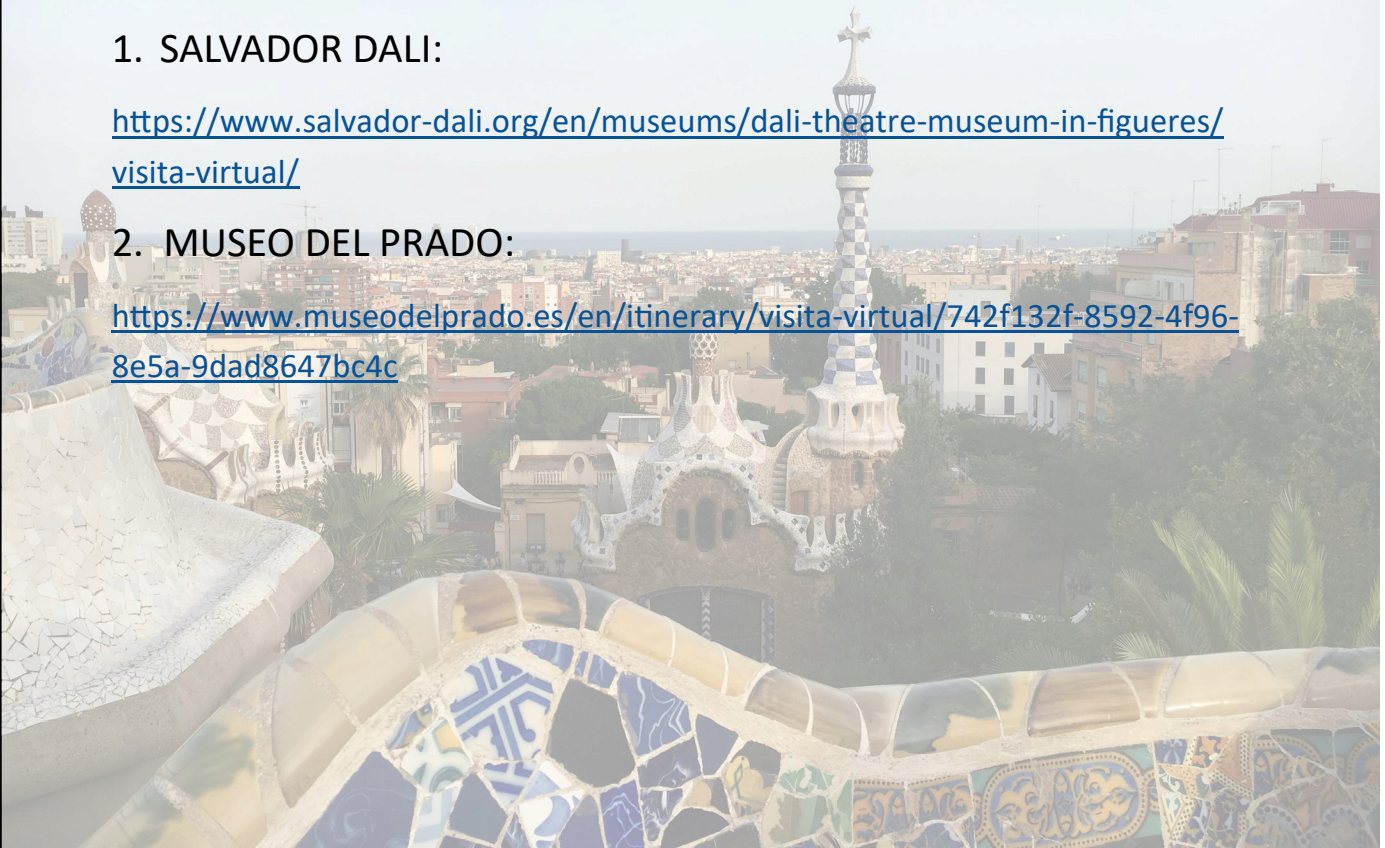 1. SALVADOR DALI:
https://www.salvador-dali.org/en/museums/dali-theatre-museum-in-figueres/
visita-virtual/
2. MUSEO DEL PRADO:
https://www.museodelprado.es/en/itinerary/visita-virtual/742f132f-8592-4f96-
8e5a-9dad8647bc4c